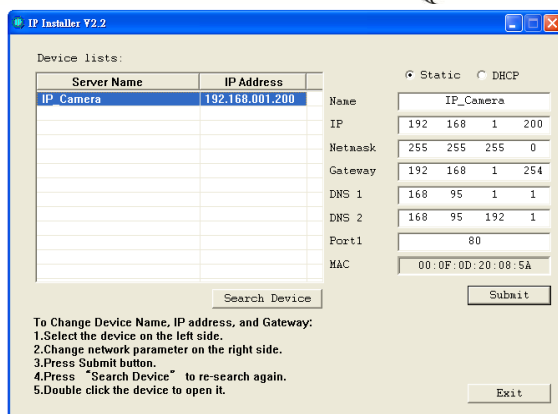 IP Installer V2.2
Device lists:
Server Name IP Address
IP_Camera 192.168.001.200
Static DHCP
Name IP_Camera
IP 192 168 1 200
Netmask 255 255 255 0
Gateway 192 168 1 254
DNS 1 168 95 1 1
DNS 2 168 95 192 1
Port1 80
MAC 00:0F:0D:20:08:5A
Search Device
Submit
To Change Device Name, IP address, and Gateway:
1.Select the device on the left side.
2.Change network parameter on the right side.
3.Press Submit button.
4.Press “Search Device” to re-search again.
5.Double click the device to open it.
Exit